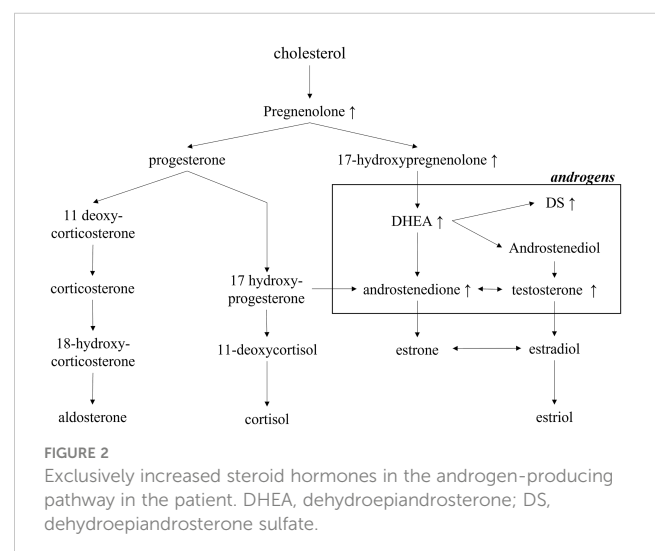 cholesterol
Pregnenolone ↑
progesterone
17-hydroxypregnenolone ↑
androgens
11 deoxy-
corticosterone
DHEA ↑
DS ↑
Androstenediol
corticosterone
17 hydroxy-
progesterone
androstenedione ↑
testosterone ↑
18-hydroxy-
corticosterone
11-deoxycortisol
estrone
estradiol
aldosterone
cortisol
estriol
FIGURE 2
Exclusively increased steroid hormones in the androgen-producing
pathway in the patient. DHEA, dehydroepiandrosterone; DS,
dehydroepiandrosterone sulfate.